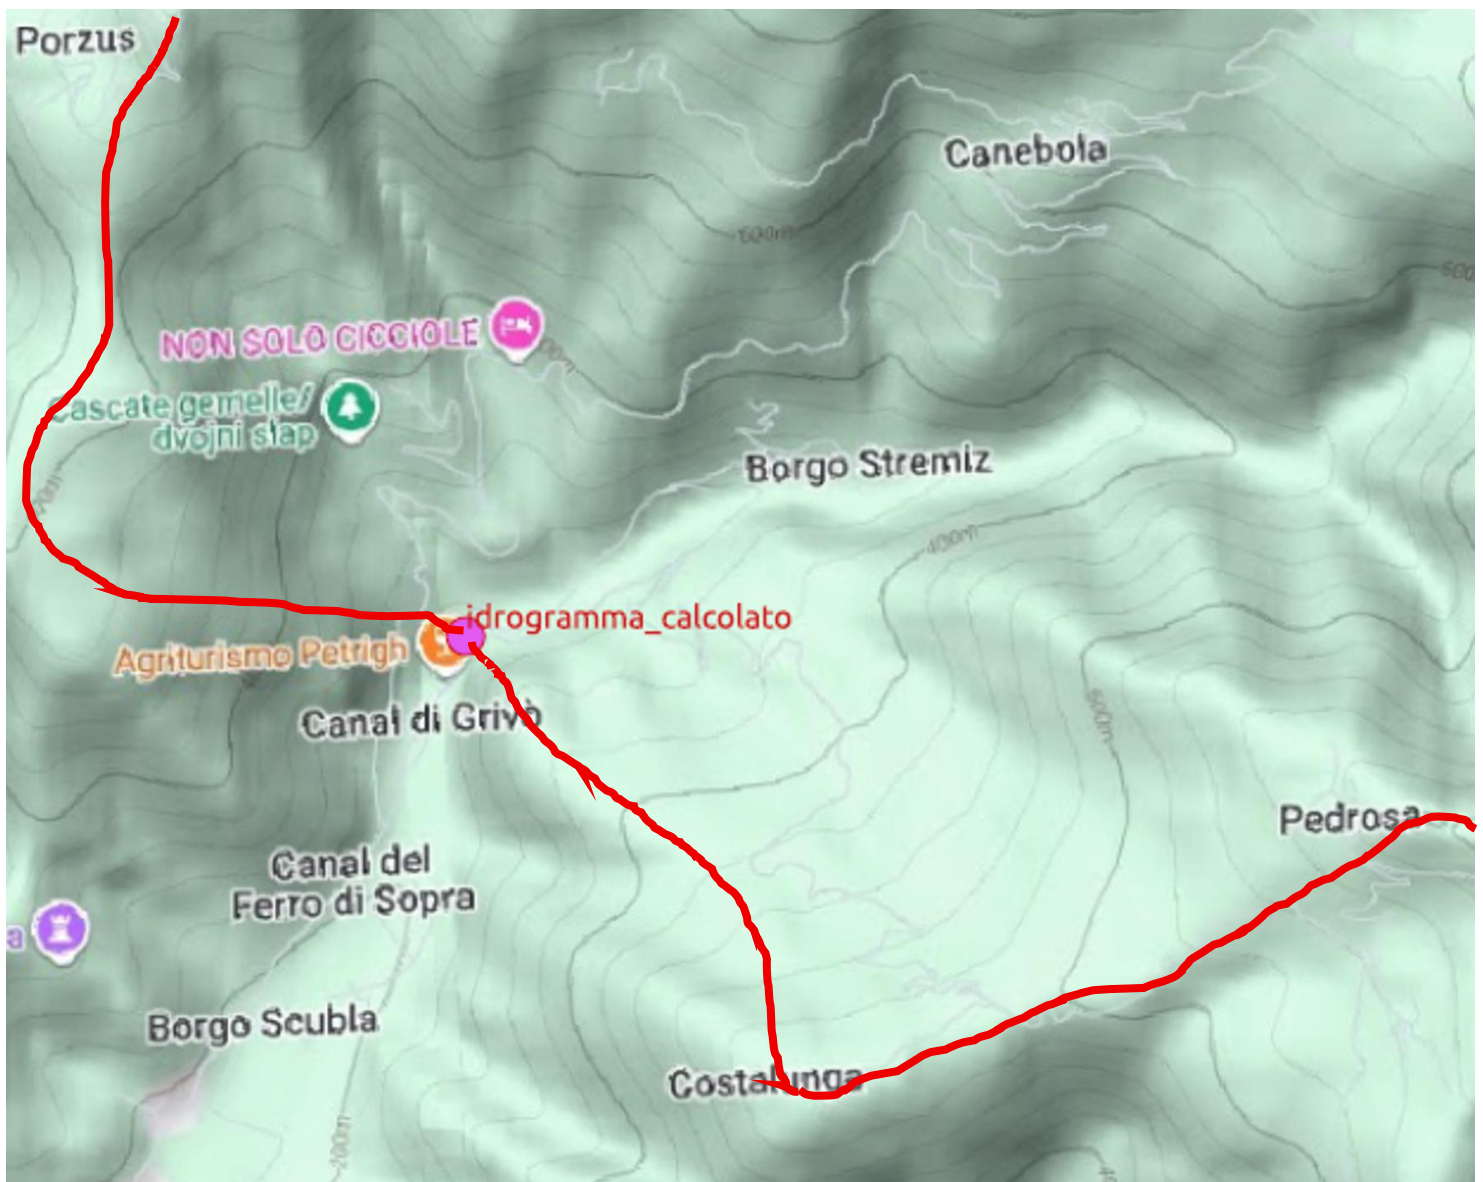 Porzus
Canebola
600m
600
NON SOLO CICCIOLE
Cascate gemelle/
dvojni slap
Borgo Stremiz
400m
idrogramma_calcolato
Agriturismo Petrigh
Canal di Grivò
600m
Pedrosa
Canal del
Ferro di Sopra
a
Borgo Scubla
Costalunga
200m